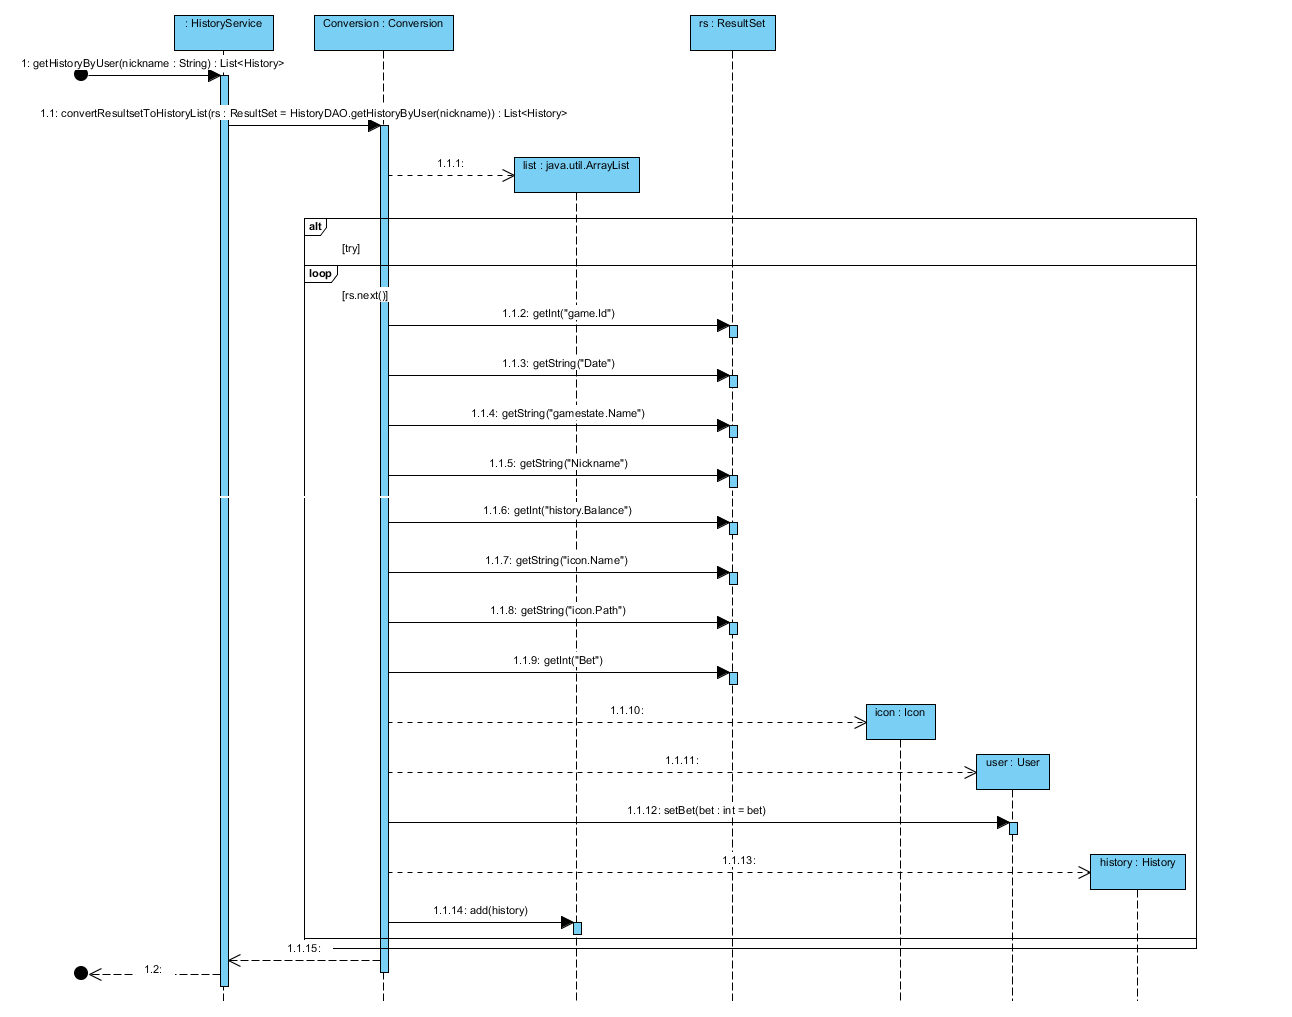 : HistoryService
Conversion : Conversion
rs : ResultSet
1: getHistoryByUser(nickname : String) : List<History>
1.1: convertResultsetToHistoryList(rs : ResultSet = HistoryDAO.getHistoryByUser(nickname)) : List<History>
1.1.1:
list : java.util.ArrayList
alt
[try]
loop
[rs.next()]
1.1.2: getInt("game.Id")
1.1.3: getString("Date")
1.1.4: getString("gamestate.Name")
1.1.5: getString("Nickname")
1.1.6: getInt("history.Balance")
1.1.7: getString("icon.Name")
1.1.8: getString("icon.Path")
1.1.9: getInt("Bet")
1.1.10:
icon : Icon
1.1.11:
user : User
1.1.12: setBet(bet : int = bet)
1.1.13:
history : History
1.1.14: add(history)
1.1.15:
1.2: